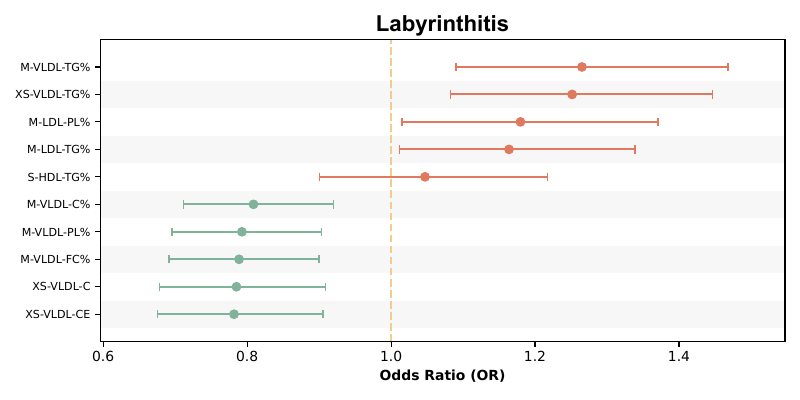 Labyrinthitis
M-VLDL-TG%
XS-VLDL-TG%
M-LDL-PL%
M-LDL-TG%
S-HDL-TG%
M-VLDL-C%
M-VLDL-PL%
M-VLDL-FC%
XS-VLDL-C
XS-VLDL-CE
0.6 0.8 1.0 1.2 1.4
Odds Ratio (OR)